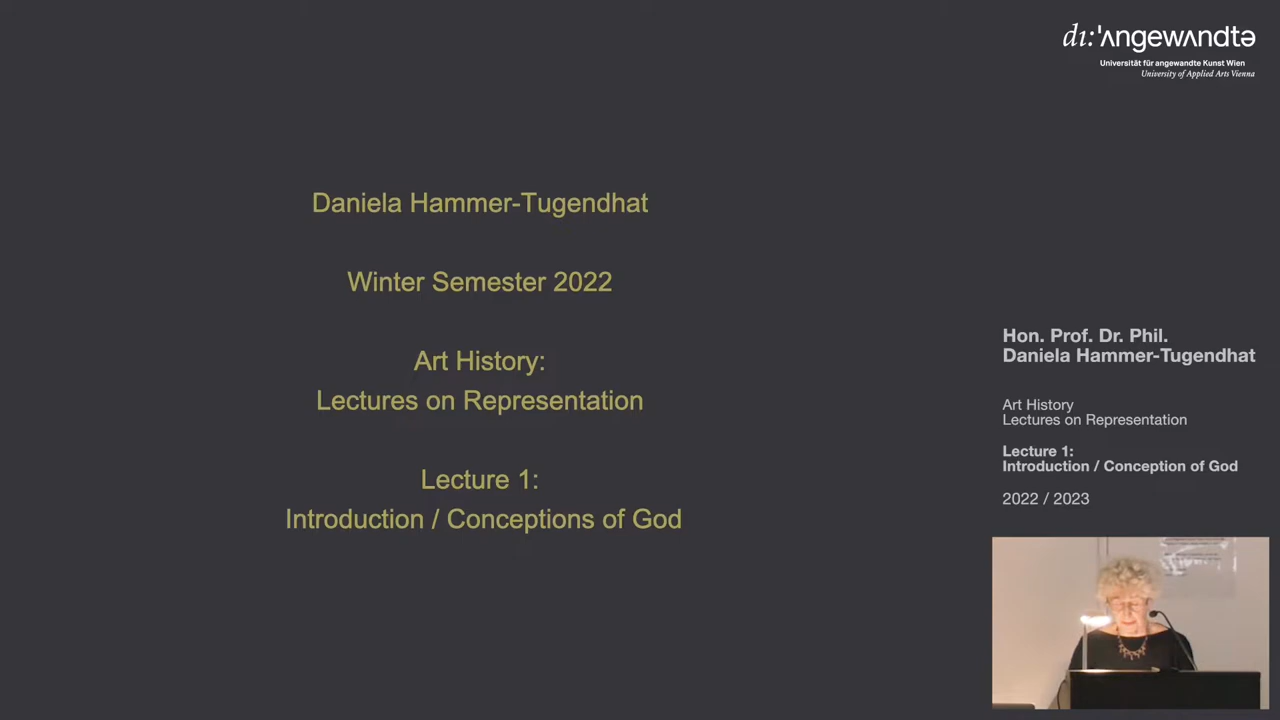 dı:'ʌngewʌndtə
Universität für angewandte Kunst Wien
University of Applied Arts Vienna
Daniela Hammer-Tugendhat
Winter Semester 2022
Art History:
Lectures on Representation
Lecture 1:
Introduction / Conceptions of God
Hon. Prof. Dr. Phil.
Daniela Hammer-Tugendhat
Art History
Lectures on Representation
Lecture 1:
Introduction / Conception of God
2022 / 2023